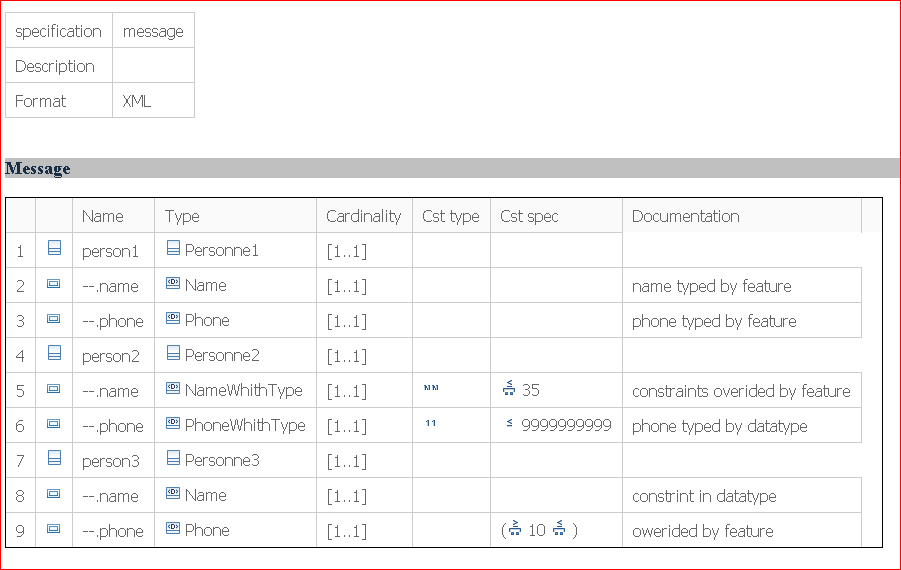 specification message
Description
Format XML
Message
Name Type Cardinality Cst type Cst spec Documentation
1 person1 Personne1 [1..1]
2 --.name Name [1..1] name typed by feature
3 --.phone Phone [1..1] phone typed by feature
4 person2 Personne2 [1..1]
5 --.name NameWhithType [1..1] "" ≤ 35 constraints overided by feature
6 --.phone PhoneWhithType [1..1] 11 ≤ 9999999999 phone typed by datatype
7 person3 Personne3 [1..1]
8 --.name Name [1..1] constrint in datatype
9 --.phone Phone [1..1] (≥ 10 ≤ ) owerided by feature